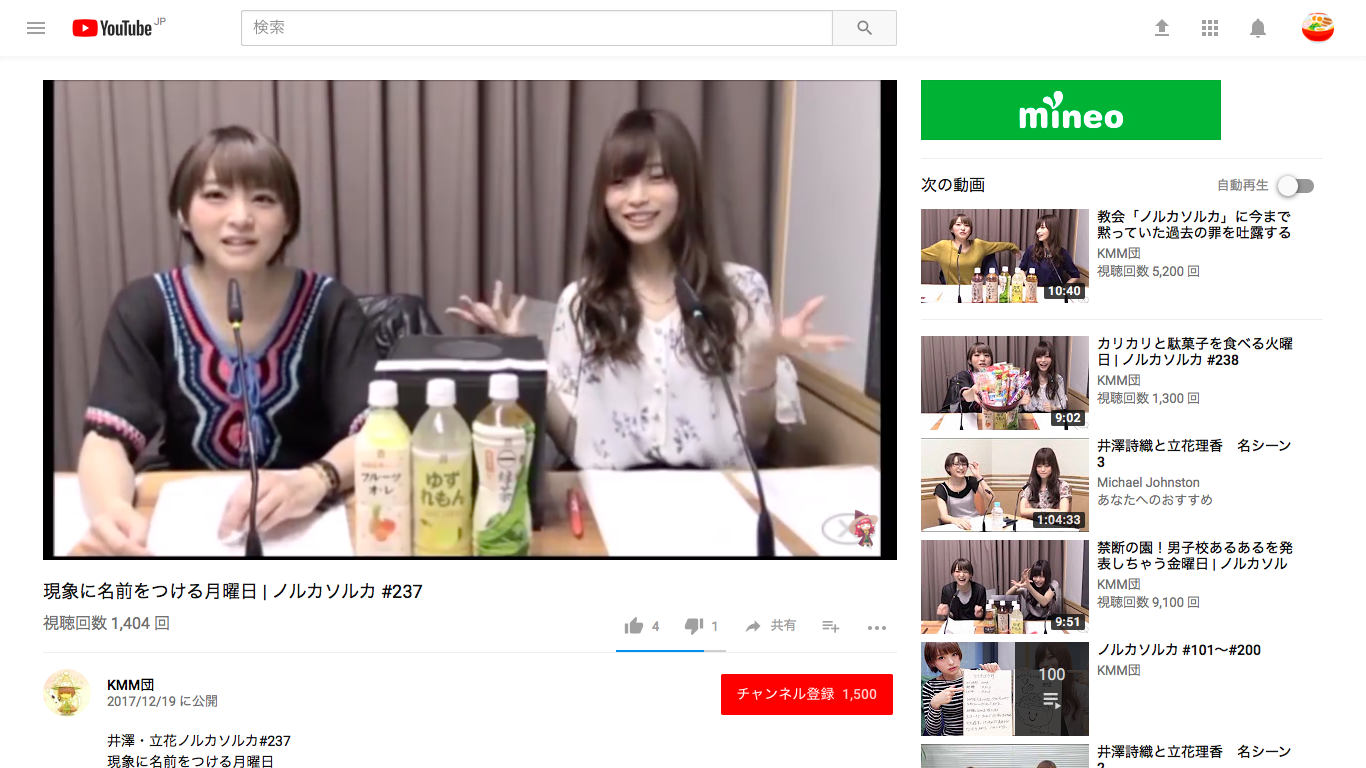 YouTube JP
検索
mineo
フルーツ
オ・レ
ゆず
れもん
緑茶
現象に名前をつける月曜日 | ノルカソルカ #237
視聴回数 1,404 回
4
1
共有
KMM団
2017/12/19 に公開
チャンネル登録 1,500
井澤・立花ノルカソルカ#237
現象に名前をつける月曜日
次の動画
自動再生
教会「ノルカソルカ」に今まで
黙っていた過去の罪を吐露する
KMM団
視聴回数 5,200 回
10:40
カリカリと駄菓子を食べる火曜
日 | ノルカソルカ #238
KMM団
視聴回数 1,300 回
9:02
井澤詩織と立花理香　名シーン
3
Michael Johnston
あなたへのおすすめ
1:04:33
禁断の園！男子校あるあるを発
表しちゃう金曜日 | ノルカソル
KMM団
視聴回数 9,100 回
9:51
ノルカソルカ #101〜#200
KMM団
100
井澤詩織と立花理香　名シーン
2